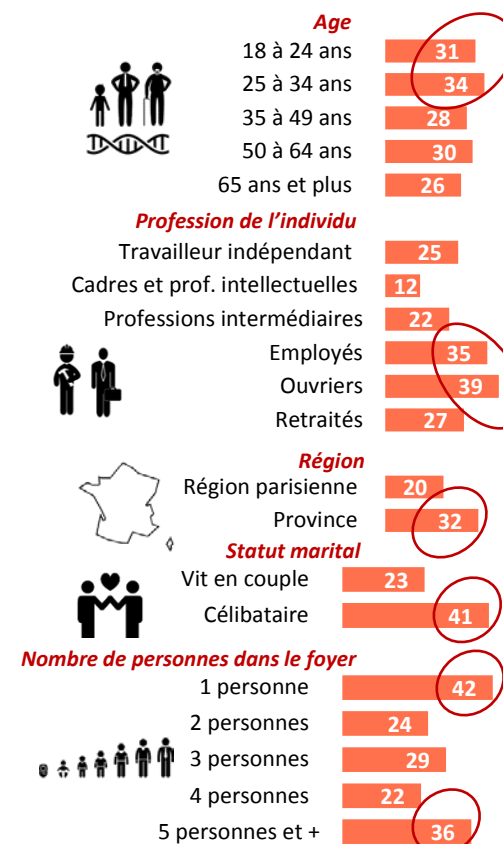 Age
18 à 24 ans 31
25 à 34 ans 34
35 à 49 ans 28
50 à 64 ans 30
65 ans et plus 26
Profession de l’individu
Travailleur indépendant 25
Cadres et prof. intellectuelles 12
Professions intermédiaires 22
Employés 35
Ouvriers 39
Retraités 27
Région
Région parisienne 20
Province 32
Statut marital
Vit en couple 23
Célibataire 41
Nombre de personnes dans le foyer
1 personne 42
2 personnes 24
3 personnes 29
4 personnes 22
5 personnes et + 36